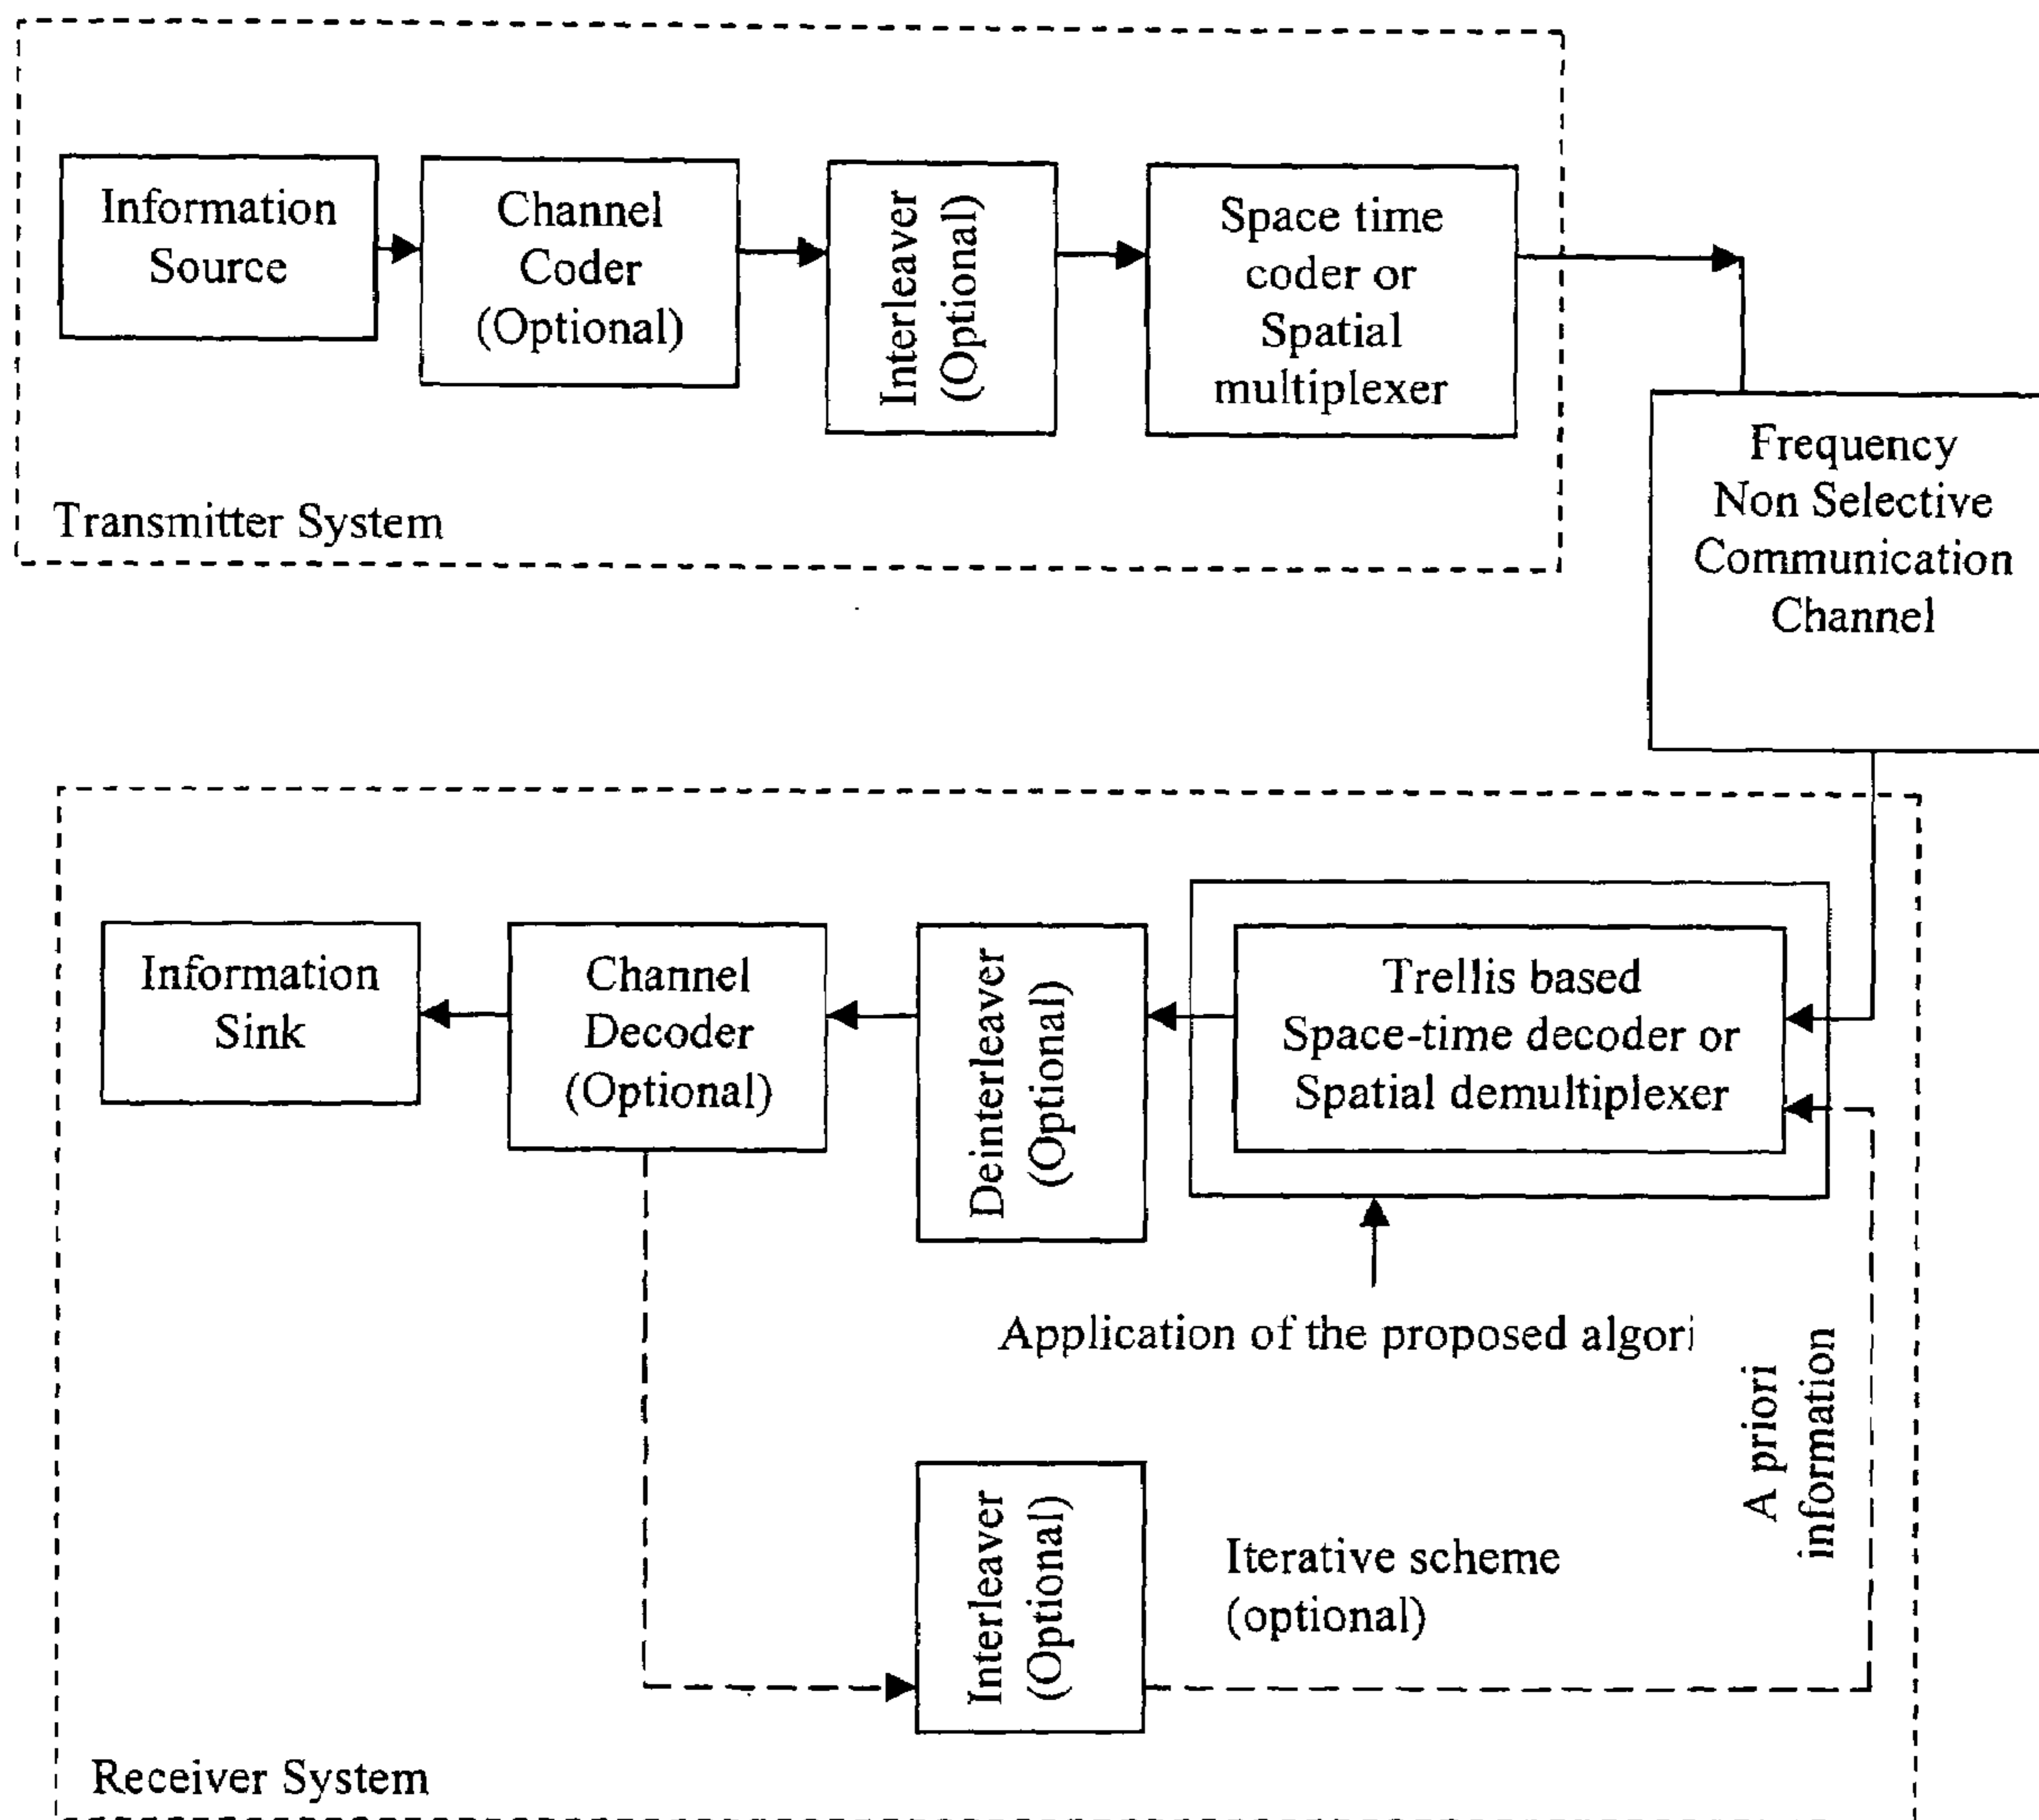 Information
Source
Channel
Coder
(Optional)
Interleaver
(Optional)
Space time
coder or
Spatial
multiplexer
Transmitter System
Frequency
Non Selective
Communication
Channel
Information
Sink
Channel
Decoder
(Optional)
Deinterleaver
(Optional)
Trellis based
Space-time decoder or
Spatial demultiplexer
Application of the proposed algori
A priori
information
Interleaver
(Optional)
Iterative scheme
(optional)
Receiver System